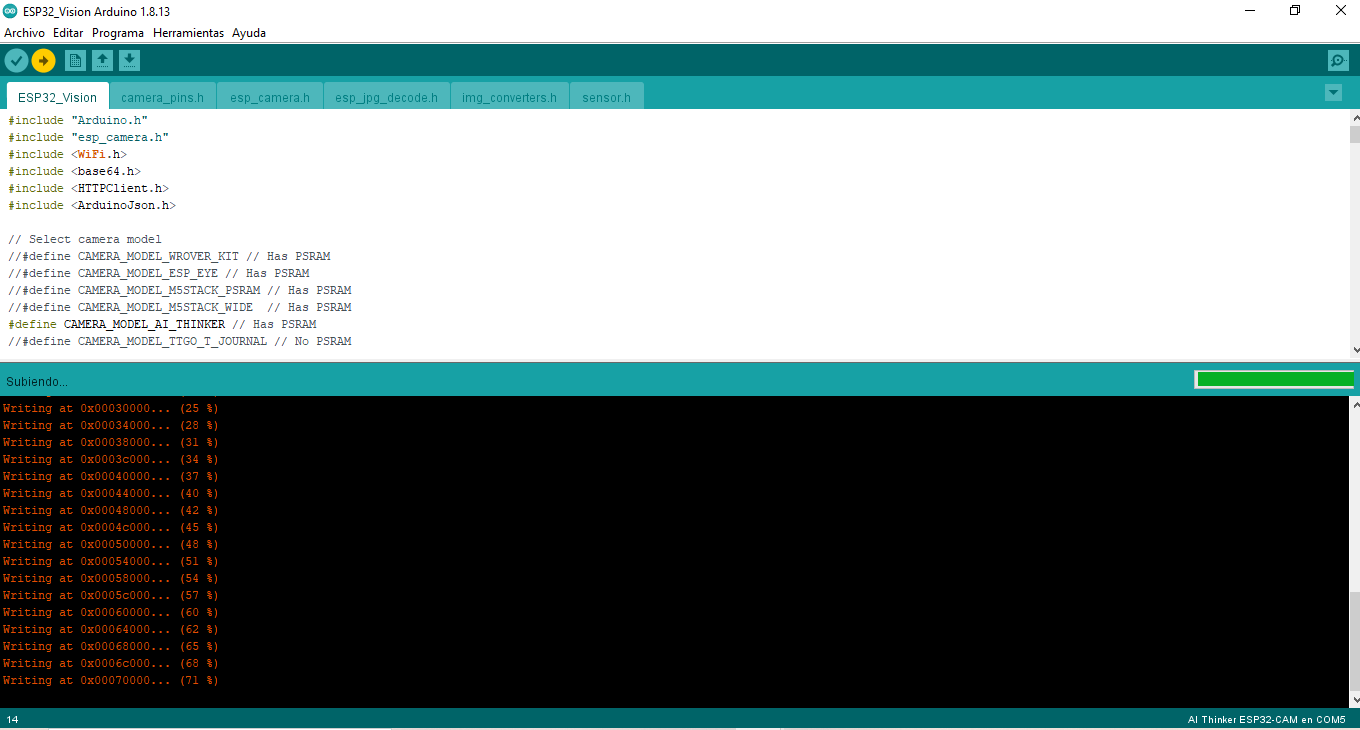 ESP32_Vision Arduino 1.8.13
Archivo Editar Programa Herramientas Ayuda
ESP32_Vision camera_pins.h esp_camera.h esp_jpg_decode.h img_converters.h sensor.h
#include "Arduino.h"
#include "esp_camera.h"
#include <WiFi.h>
#include <base64.h>
#include <HTTPClient.h>
#include <ArduinoJson.h>
// Select camera model
//#define CAMERA_MODEL_WROVER_KIT // Has PSRAM
//#define CAMERA_MODEL_ESP_EYE // Has PSRAM
//#define CAMERA_MODEL_M5STACK_PSRAM // Has PSRAM
//#define CAMERA_MODEL_M5STACK_WIDE  // Has PSRAM
#define CAMERA_MODEL_AI_THINKER // Has PSRAM
//#define CAMERA_MODEL_TTGO_T_JOURNAL // No PSRAM
Subiendo...
Writing at 0x00030000... (25 %)
Writing at 0x00034000... (28 %)
Writing at 0x00038000... (31 %)
Writing at 0x0003c000... (34 %)
Writing at 0x00040000... (37 %)
Writing at 0x00044000... (40 %)
Writing at 0x00048000... (42 %)
Writing at 0x0004c000... (45 %)
Writing at 0x00050000... (48 %)
Writing at 0x00054000... (51 %)
Writing at 0x00058000... (54 %)
Writing at 0x0005c000... (57 %)
Writing at 0x00060000... (60 %)
Writing at 0x00064000... (62 %)
Writing at 0x00068000... (65 %)
Writing at 0x0006c000... (68 %)
Writing at 0x00070000... (71 %)
14 AI Thinker ESP32-CAM en COM5